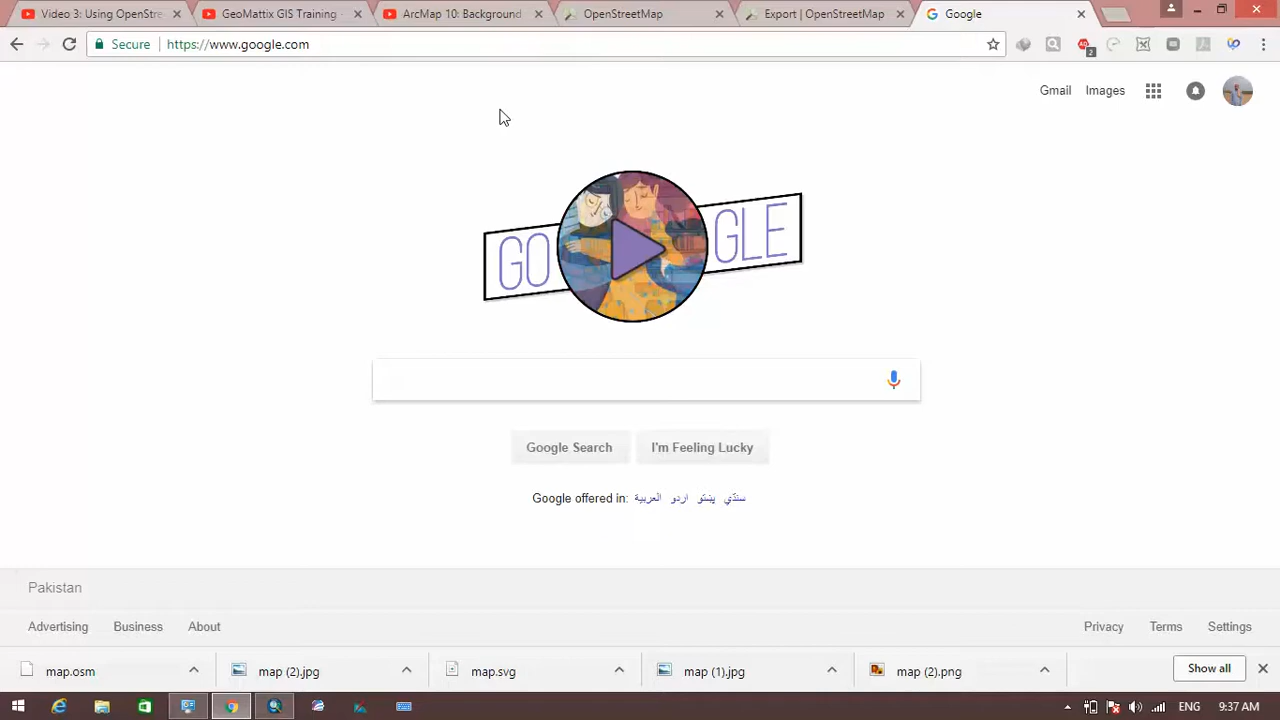 Video 3: Using OpenStre
GeoMattix GIS Training
ArcMap 10: Background
OpenStreetMap
Export | OpenStreetMap
Google
Secure
https://www.google.com
2
Gmail
Images
GO
GLE
Google Search
I'm Feeling Lucky
Google offered in: العربية اردو پښتو سنڌي
Pakistan
Advertising
Business
About
Privacy
Terms
Settings
map.osm
map (2).jpg
map.svg
map (1).jpg
map (2).png
Show all
ENG
9:37 AM